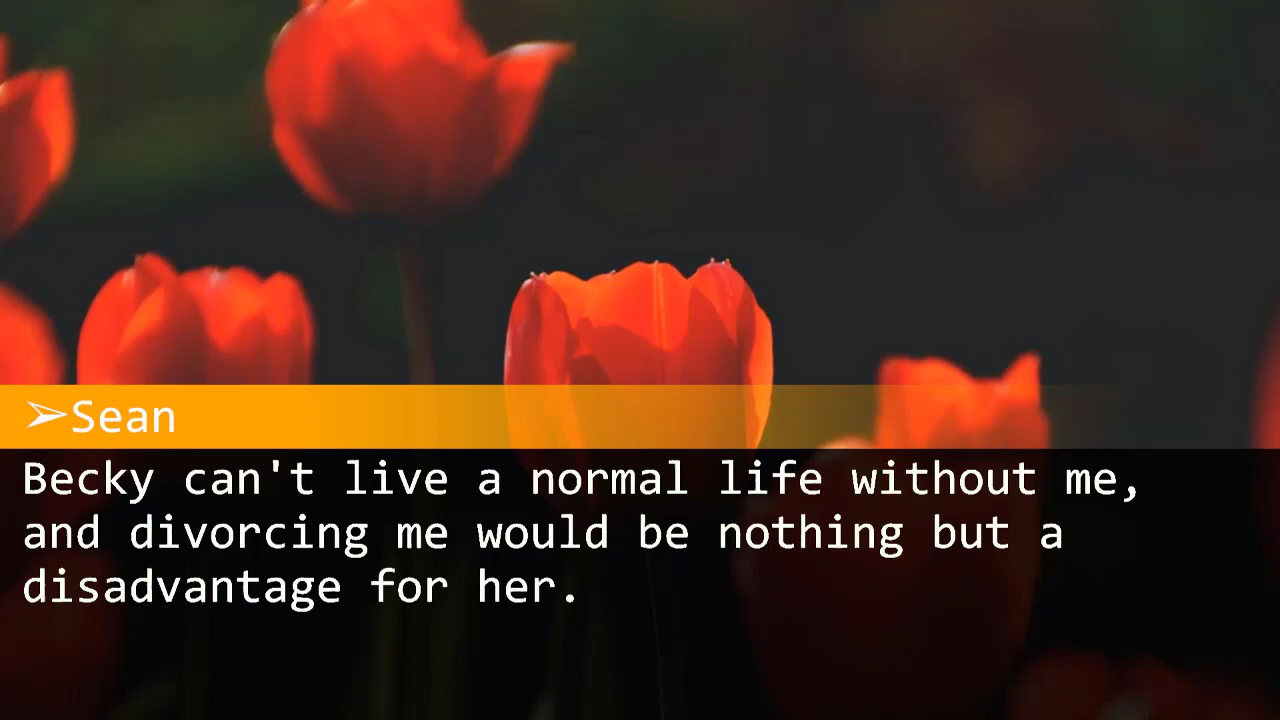 ➢Sean
Becky can't live a normal life without me,
and divorcing me would be nothing but a
disadvantage for her.